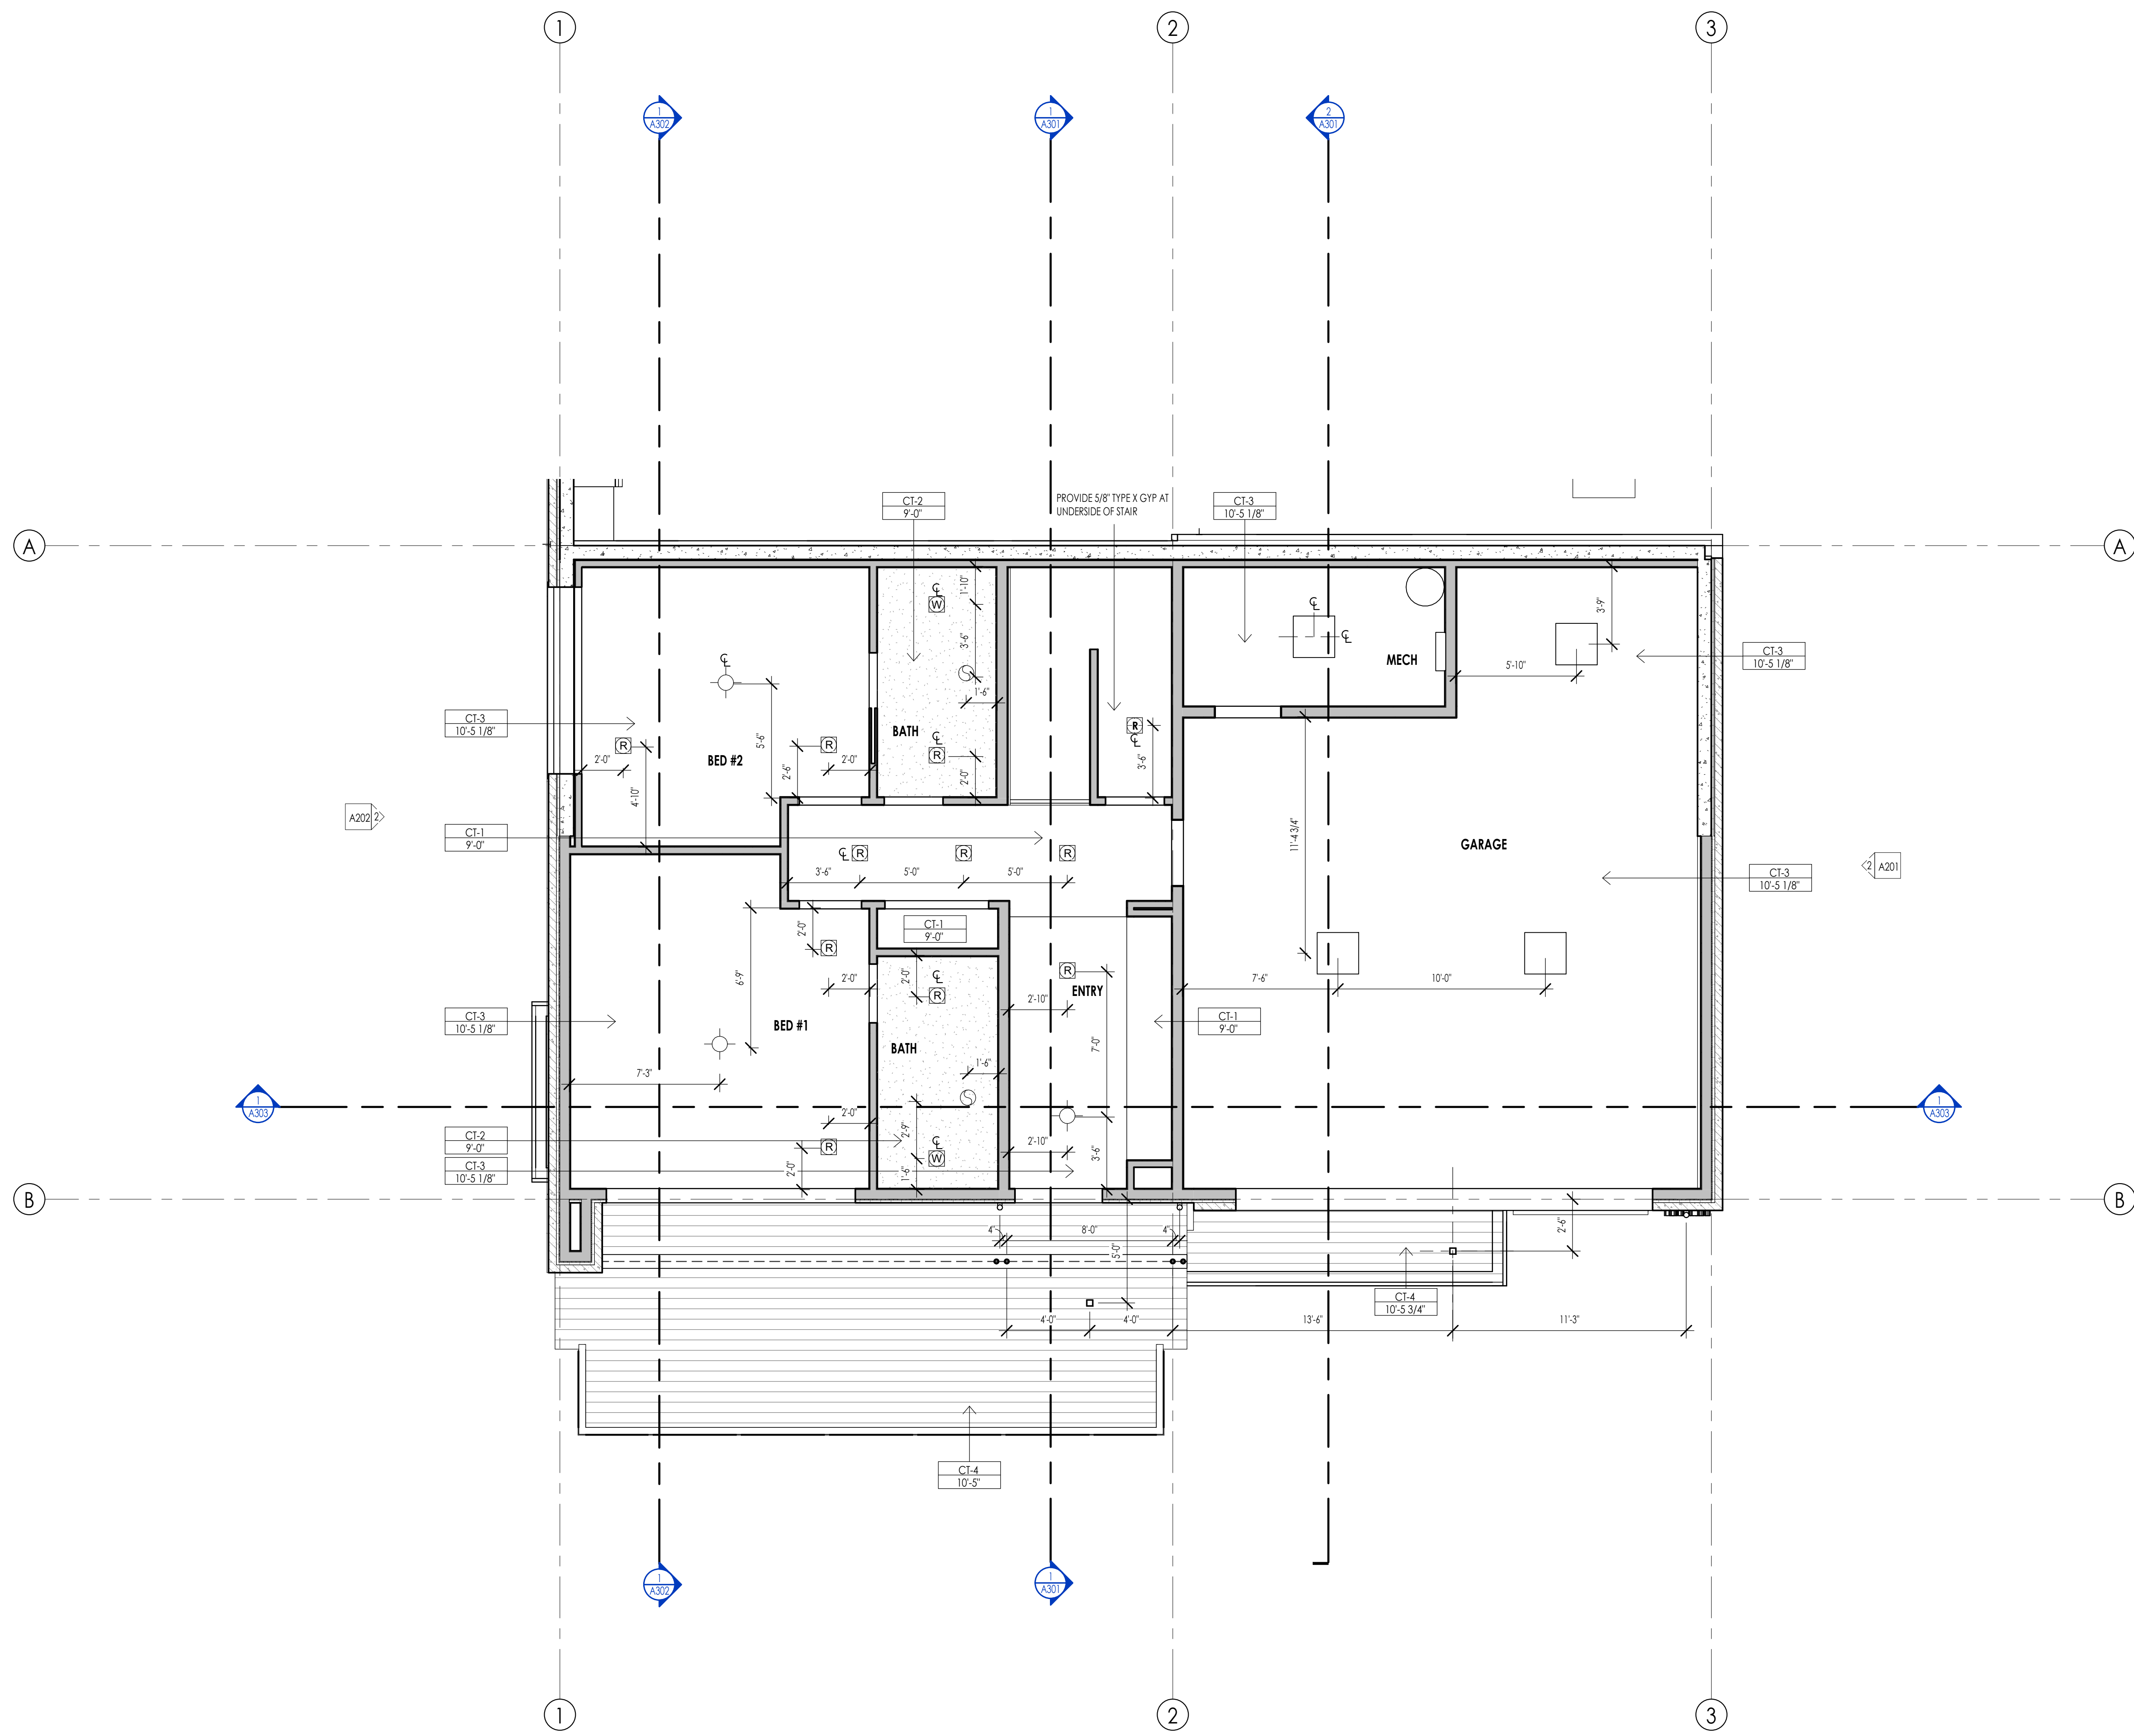 1
2
3
1
A302
1
A301
2
A301
CT-2
9'-0"
PROVIDE 5/8" TYPE X GYP AT
UNDERSIDE OF STAIR
CT-3
10'-5 1/8"
A
A
℄
W
1'-10"
3'-6"
1'-6"
℄
℄
MECH
3'-9"
5'-10"
CT-3
10'-5 1/8"
℄
5'-6"
CT-3
10'-5 1/8"
R
2'-0"
4'-10"
BED #2
2'-6"
R
2'-0"
BATH
℄
R
2'-0"
R
℄
3'-6"
A202
2
CT-1
9'-0"
℄
R
R
R
3'-6"
5'-0"
5'-0"
11'-4 3/4"
GARAGE
CT-3
10'-5 1/8"
2
A201
CT-1
9'-0"
2'-0"
R
6'-9"
2'-0"
2'-0"
℄
R
R
2'-10"
ENTRY
7'-6"
10'-0"
CT-3
10'-5 1/8"
BED #1
BATH
CT-1
9'-0"
7'-0"
1'-6"
7'-3"
1
A303
1
A303
2'-0"
CT-2
9'-0"
R
2'-9"
℄
W
2'-10"
CT-3
10'-5 1/8"
2'-0"
1'-6"
3'-6"
B
B
4"
8'-0"
4"
5'-0"
2'-6"
CT-4
10'-5 3/4"
4'-0"
4'-0"
13'-6"
11'-3"
CT-4
10'-5"
1
A302
1
A301
1
2
3